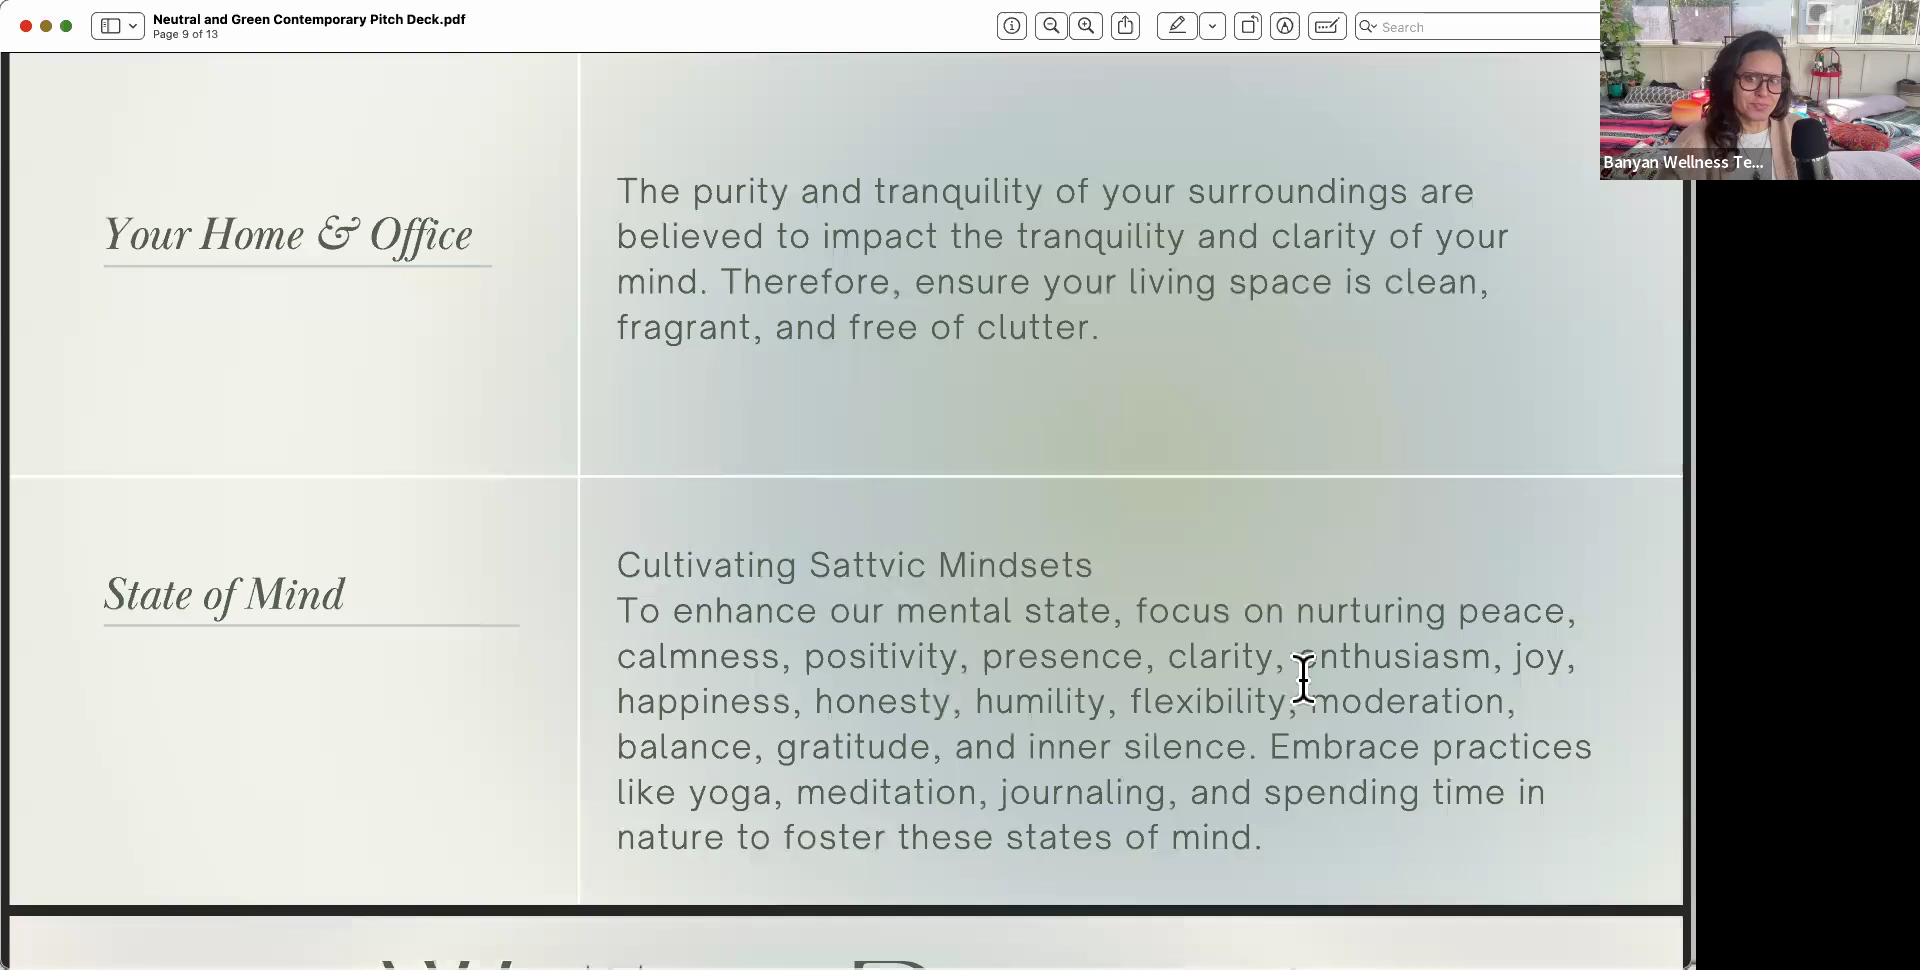 Neutral and Green Contemporary Pitch Deck.pdf
Page 9 of 13
Search
Banyan Wellness Te...
Your Home & Office
The purity and tranquility of your surroundings are
believed to impact the tranquility and clarity of your
mind. Therefore, ensure your living space is clean,
fragrant, and free of clutter.
State of Mind
Cultivating Sattvic Mindsets
To enhance our mental state, focus on nurturing peace,
calmness, positivity, presence, clarity, enthusiasm, joy,
happiness, honesty, humility, flexibility, moderation,
balance, gratitude, and inner silence. Embrace practices
like yoga, meditation, journaling, and spending time in
nature to foster these states of mind.